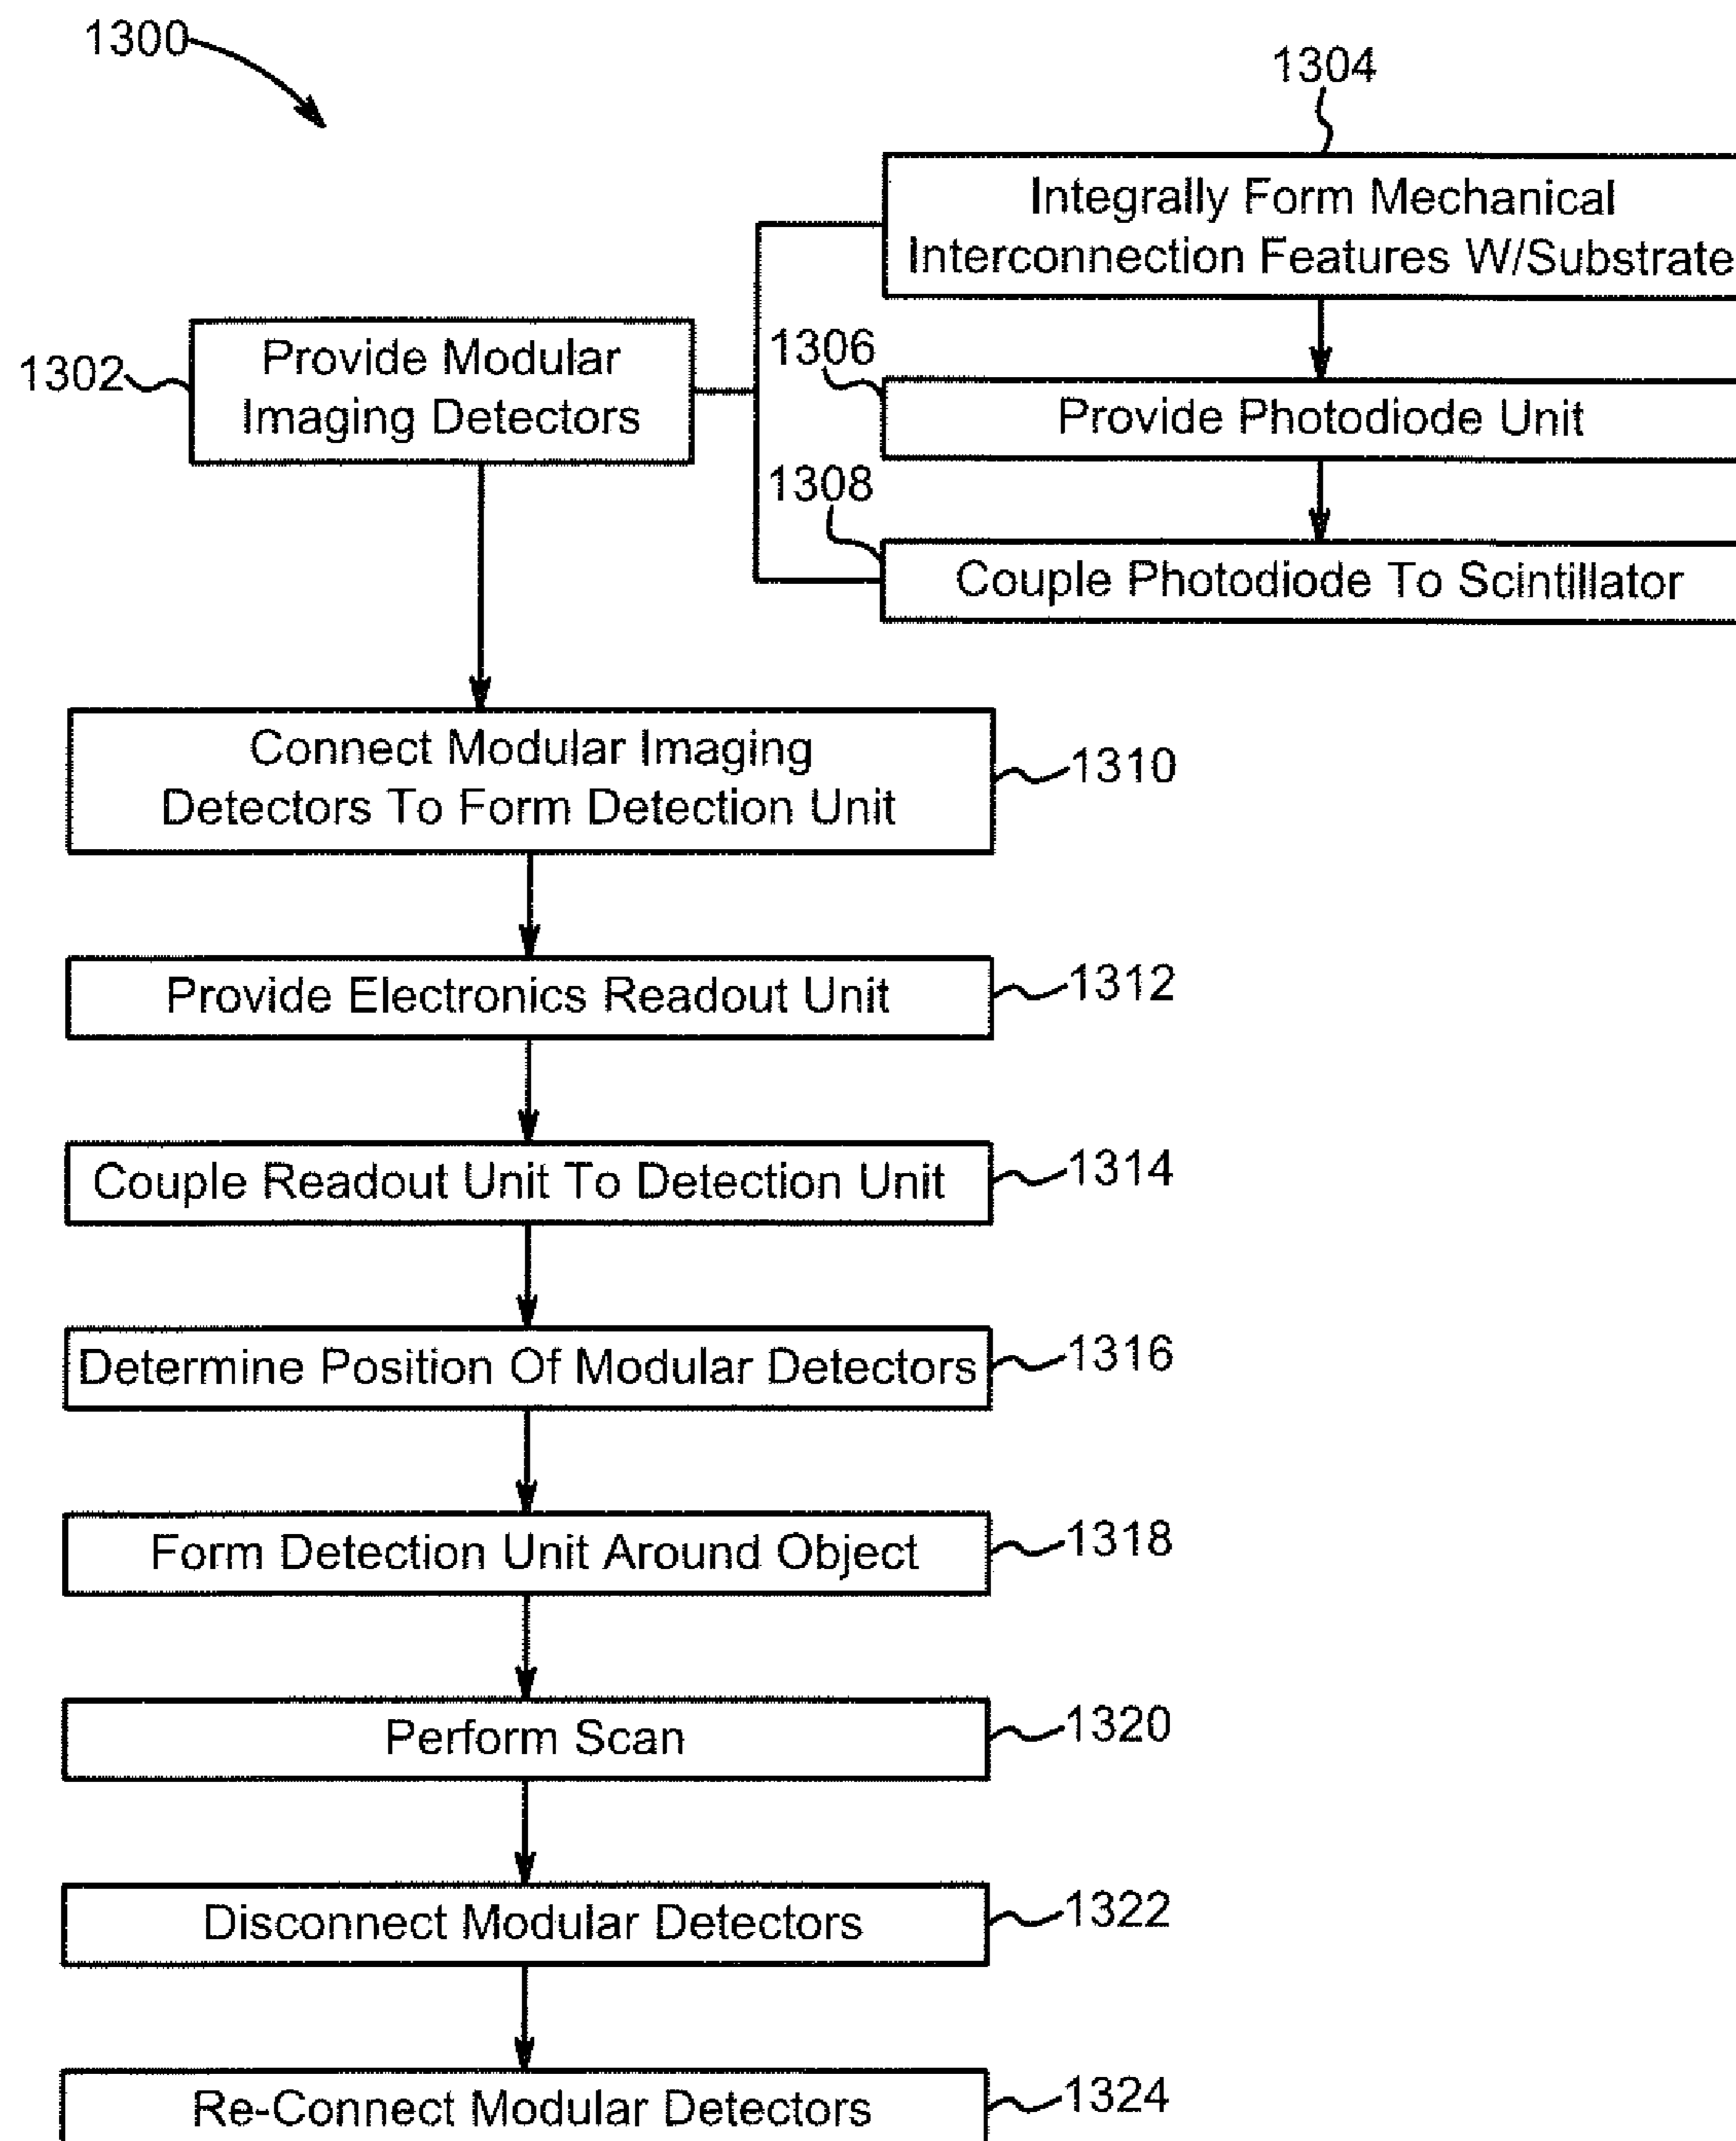 1300
1304
Integrally Form Mechanical
Interconnection Features W/Substrate
1302
Provide Modular
Imaging Detectors
1306
Provide Photodiode Unit
1308
Couple Photodiode To Scintillator
Connect Modular Imaging
Detectors To Form Detection Unit
1310
Provide Electronics Readout Unit
1312
Couple Readout Unit To Detection Unit
1314
Determine Position Of Modular Detectors
1316
Form Detection Unit Around Object
1318
Perform Scan
1320
Disconnect Modular Detectors
1322
Re-Connect Modular Detectors
1324